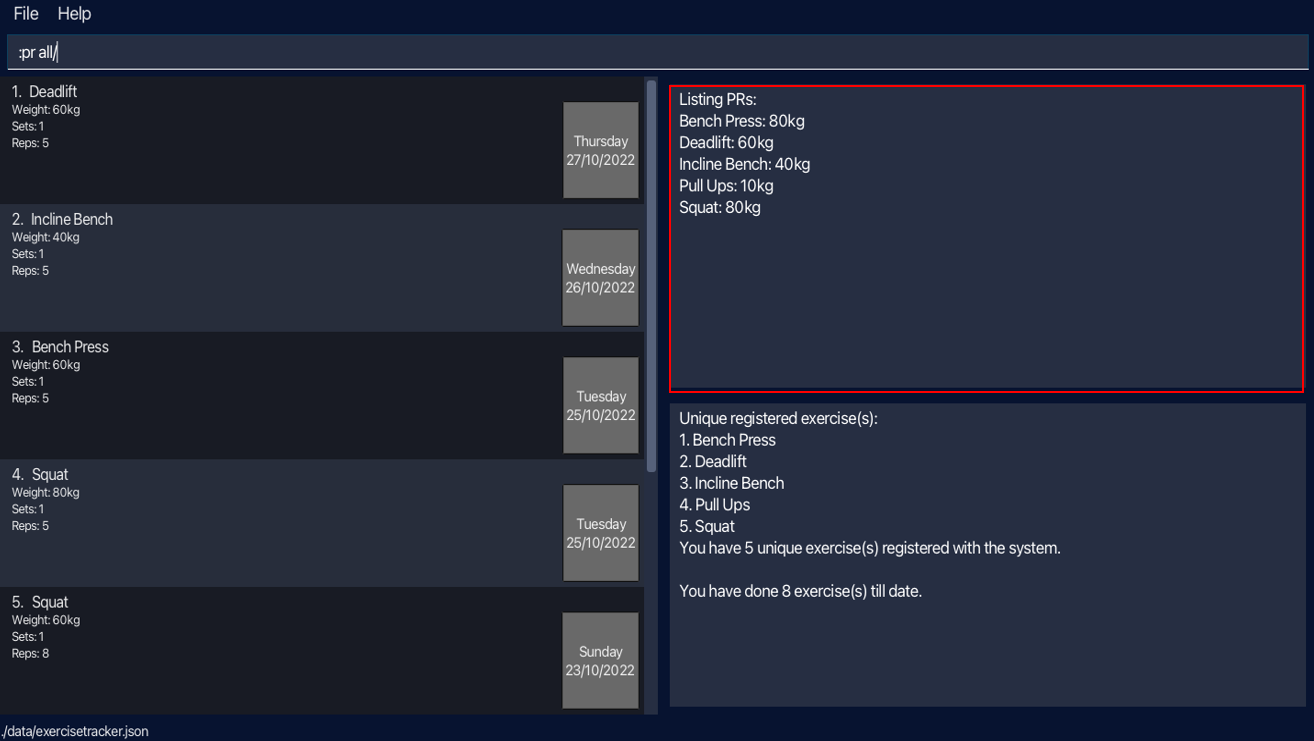 File Help
:pr all/
1. Deadlift
Weight: 60kg
Sets: 1
Reps: 5
Thursday
27/10/2022
2. Incline Bench
Weight: 40kg
Sets: 1
Reps: 5
Wednesday
26/10/2022
3. Bench Press
Weight: 60kg
Sets: 1
Reps: 5
Tuesday
25/10/2022
4. Squat
Weight: 80kg
Sets: 1
Reps: 5
Tuesday
25/10/2022
5. Squat
Weight: 60kg
Sets: 1
Reps: 8
Sunday
23/10/2022
Listing PRs:
Bench Press: 80kg
Deadlift: 60kg
Incline Bench: 40kg
Pull Ups: 10kg
Squat: 80kg
Unique registered exercise(s):
1. Bench Press
2. Deadlift
3. Incline Bench
4. Pull Ups
5. Squat
You have 5 unique exercise(s) registered with the system.
You have done 8 exercise(s) till date.
./data/exercisetracker.json